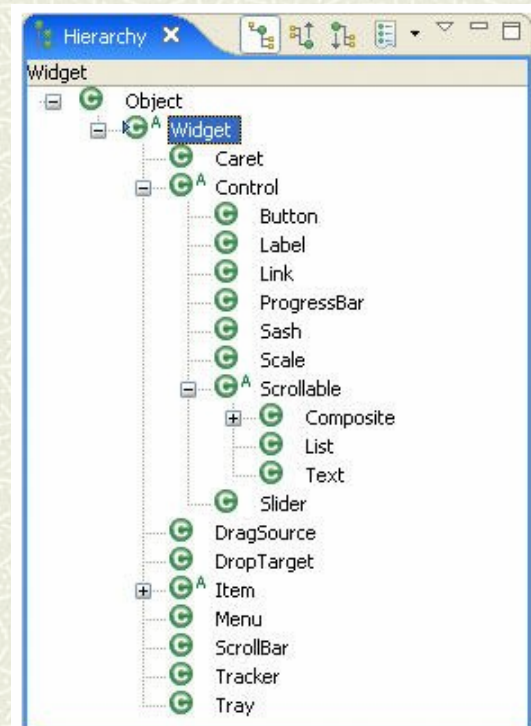 Hierarchy
Widget
Object
A Widget
Caret
A Control
Button
Label
Link
ProgressBar
Sash
Scale
A Scrollable
Composite
List
Text
Slider
DragSource
DropTarget
A Item
Menu
ScrollBar
Tracker
Tray